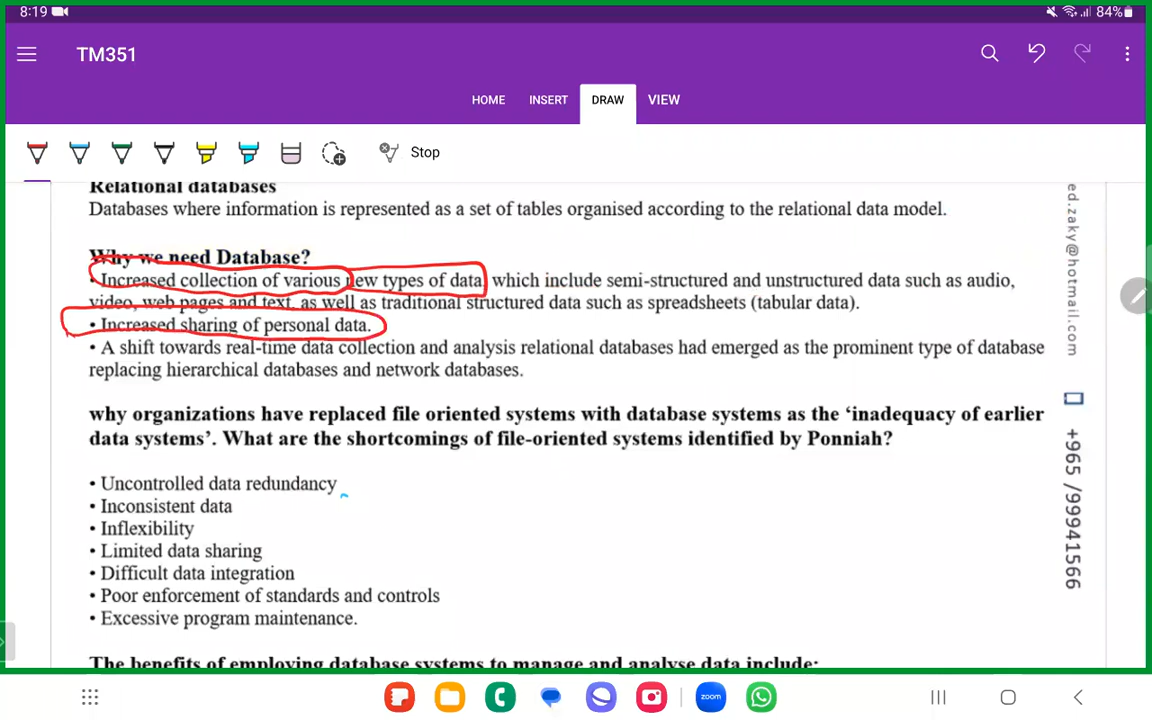 8:19 84%
TM351
HOME INSERT DRAW VIEW
Stop
Relational databases
Databases where information is represented as a set of tables organised according to the relational data model.
Why we need Database?
• Increased collection of various new types of data, which include semi-structured and unstructured data such as audio,
video, web pages and text, as well as traditional structured data such as spreadsheets (tabular data).
• Increased sharing of personal data.
• A shift towards real-time data collection and analysis relational databases had emerged as the prominent type of database
replacing hierarchical databases and network databases.
why organizations have replaced file oriented systems with database systems as the ‘inadequacy of earlier
data systems’. What are the shortcomings of file-oriented systems identified by Ponniah?
• Uncontrolled data redundancy
• Inconsistent data
• Inflexibility
• Limited data sharing
• Difficult data integration
• Poor enforcement of standards and controls
• Excessive program maintenance.
The benefits of employing database systems to manage and analyse data include:
ed.zaky@hotmail.com
+965 /99941566
zoom